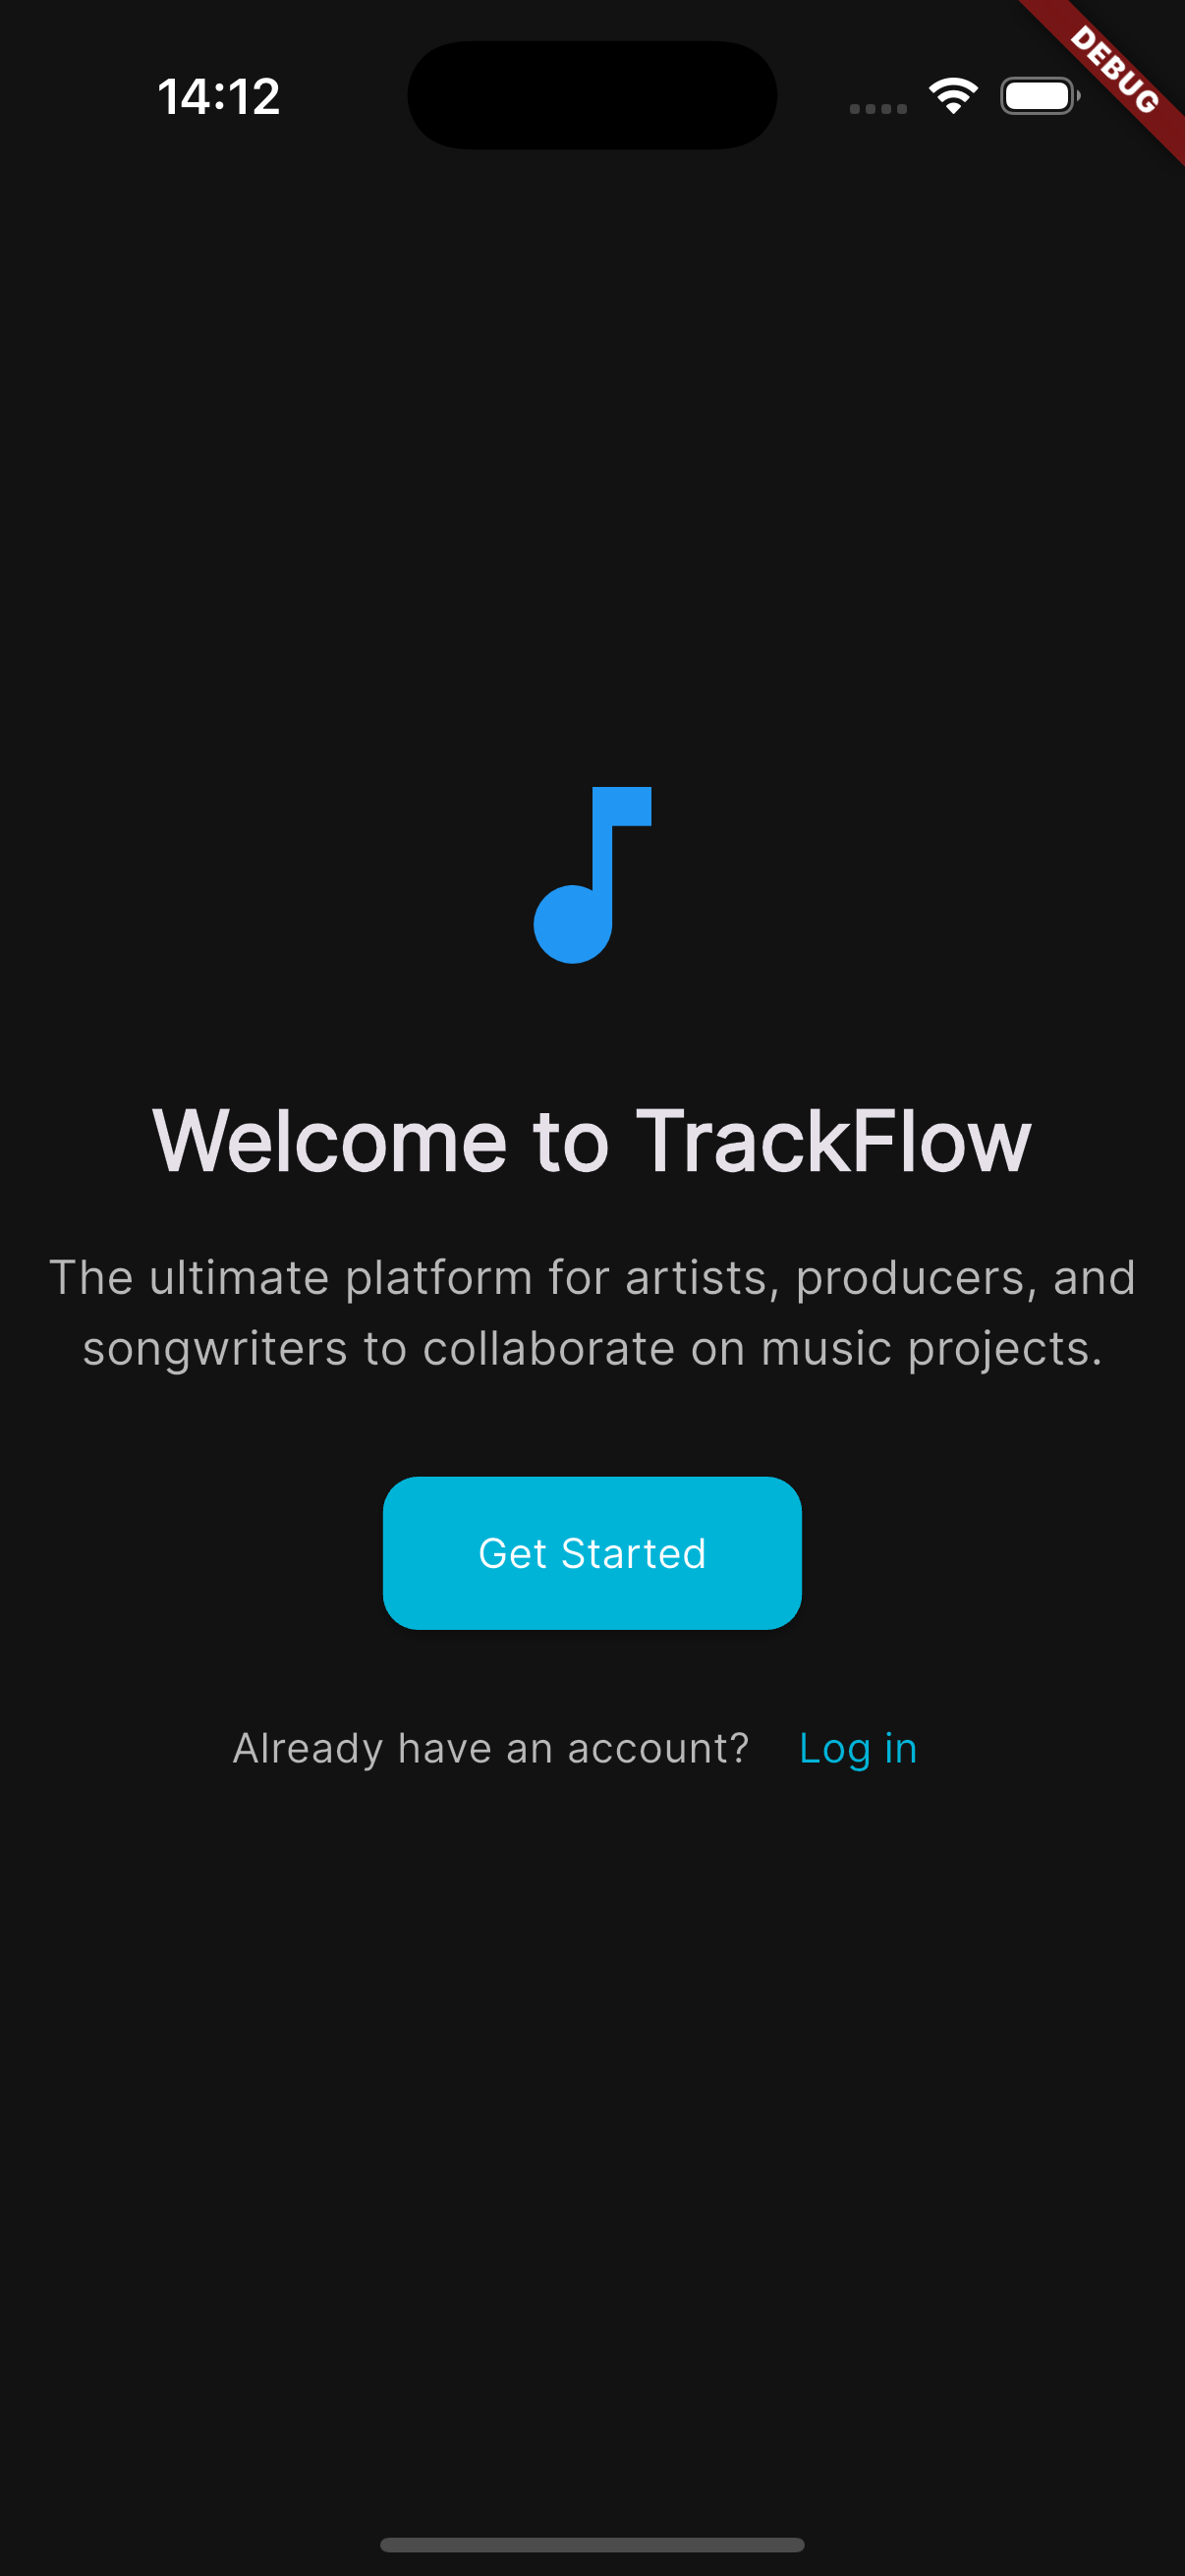 14:12
DEBUG
Welcome to TrackFlow
The ultimate platform for artists, producers, and
songwriters to collaborate on music projects.
Get Started
Already have an account? Log in